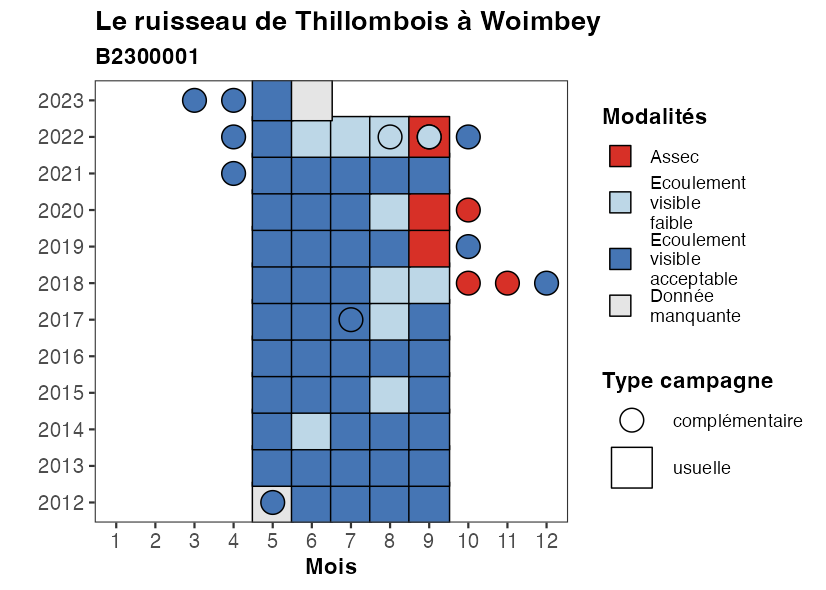 Le ruisseau de Thillombois à Woimbey
B2300001
2023
2022
2021
2020
2019
2018
2017
2016
2015
2014
2013
2012
1 2 3 4 5 6 7 8 9 10 11 12
Mois
Modalités
Assec
Ecoulement
visible
faible
Ecoulement
visible
acceptable
Donnée
manquante
Type campagne
complémentaire
usuelle